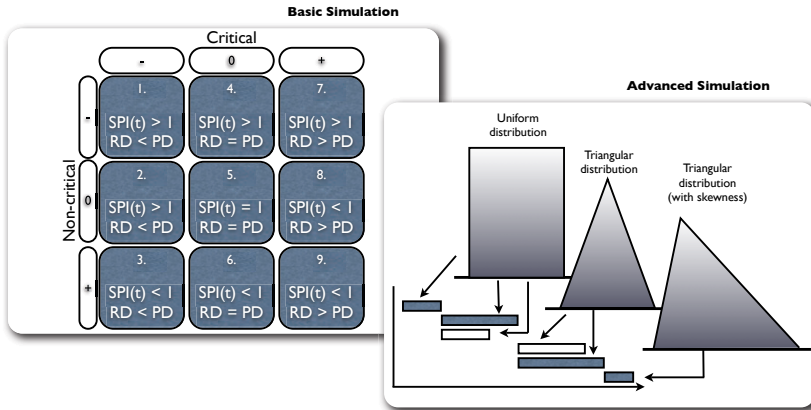 Basic Simulation
Critical
- 0 +
Non-critical
-
1.
SPI(t) > 1
RD < PD
4.
SPI(t) > 1
RD = PD
7.
SPI(t) > 1
RD > PD
0
2.
SPI(t) > 1
RD < PD
5.
SPI(t) = 1
RD = PD
8.
SPI(t) < 1
RD > PD
+
3.
SPI(t) < 1
RD < PD
6.
SPI(t) < 1
RD = PD
9.
SPI(t) < 1
RD > PD
Advanced Simulation
Uniform
distribution
Triangular
distribution
Triangular
distribution
(with skewness)